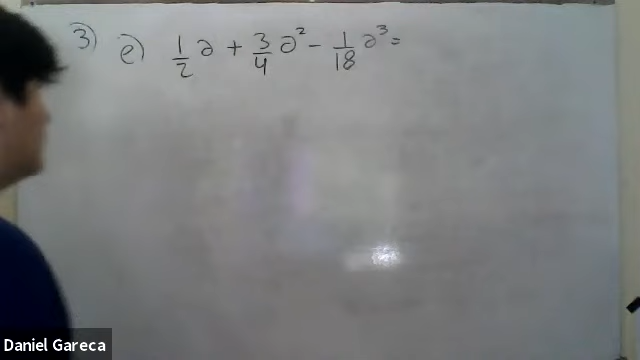 3) e) 1/2 a + 3/4 a² - 1/18 a³ =
Daniel Gareca